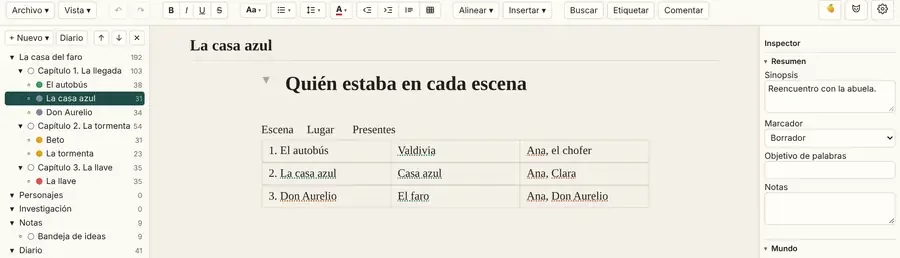 Archivo Vista B I U S Aa A Alinear Insertar Buscar Etiquetar Comentar
+ Nuevo Diario
La casa del faro 192
Capítulo 1. La llegada 103
El autobús 38
La casa azul 31
Don Aurelio 34
Capítulo 2. La tormenta 54
Beto 31
La tormenta 23
Capítulo 3. La llave 35
La llave 35
Personajes 0
Investigación 0
Notas 9
Bandeja de ideas 9
Diario 41
La casa azul
Quién estaba en cada escena
Escena Lugar Presentes
1. El autobús Valdivia Ana, el chofer
2. La casa azul Casa azul Ana, Clara
3. Don Aurelio El faro Ana, Don Aurelio
Inspector
Resumen
Sinopsis
Reencuentro con la abuela.
Marcador
Borrador
Objetivo de palabras
Notas
Mundo